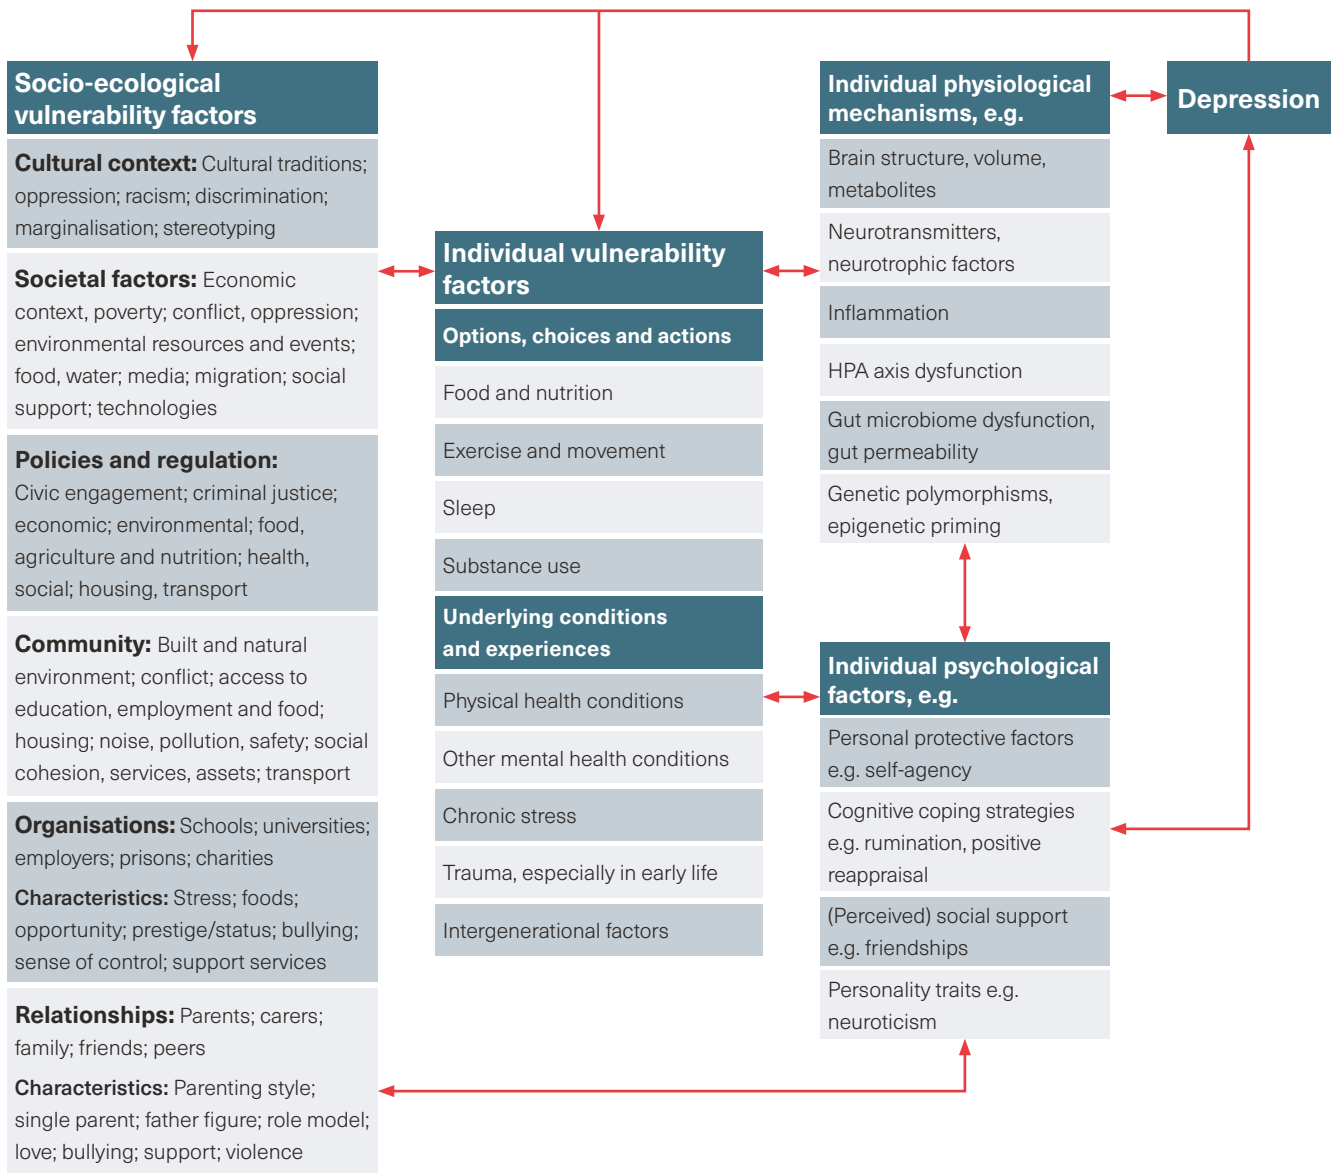 Socio-ecological
vulnerability factors
Cultural context: Cultural traditions;
oppression; racism; discrimination;
marginalisation; stereotyping
Societal factors: Economic
context, poverty; conflict, oppression;
environmental resources and events;
food, water; media; migration; social
support; technologies
Policies and regulation:
Civic engagement; criminal justice;
economic; environmental; food,
agriculture and nutrition; health,
social; housing, transport
Community: Built and natural
environment; conflict; access to
education, employment and food;
housing; noise, pollution, safety; social
cohesion, services, assets; transport
Organisations: Schools; universities;
employers; prisons; charities
Characteristics: Stress; foods;
opportunity; prestige/status; bullying;
sense of control; support services
Relationships: Parents; carers;
family; friends; peers
Characteristics: Parenting style;
single parent; father figure; role model;
love; bullying; support; violence
Individual vulnerability
factors
Options, choices and actions
Food and nutrition
Exercise and movement
Sleep
Substance use
Underlying conditions
and experiences
Physical health conditions
Other mental health conditions
Chronic stress
Trauma, especially in early life
Intergenerational factors
Individual physiological
mechanisms, e.g.
Brain structure, volume,
metabolites
Neurotransmitters,
neurotrophic factors
Inflammation
HPA axis dysfunction
Gut microbiome dysfunction,
gut permeability
Genetic polymorphisms,
epigenetic priming
Individual psychological
factors, e.g.
Personal protective factors
e.g. self-agency
Cognitive coping strategies
e.g. rumination, positive
reappraisal
(Perceived) social support
e.g. friendships
Personality traits e.g.
neuroticism
Depression